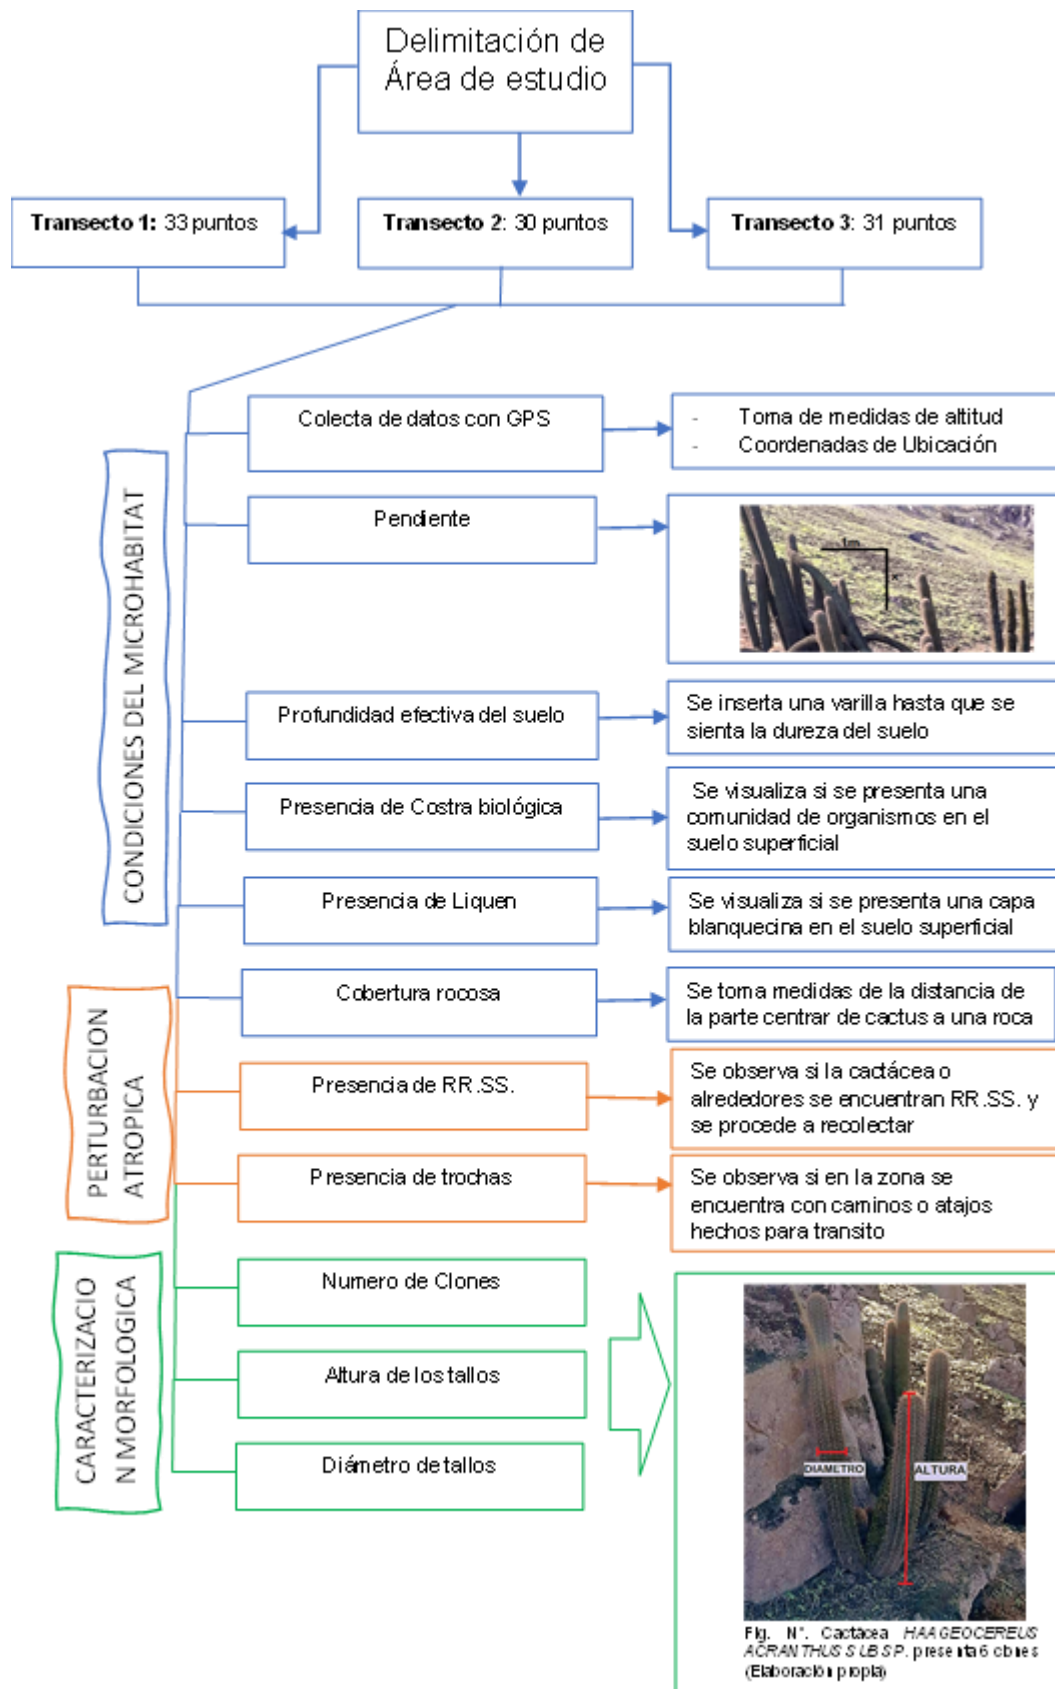 Delimitación de
Área de estudio
Transecto 1: 33 puntos
Transecto 2: 30 puntos
Transecto 3: 31 puntos
CONDICIONES DEL MICROHABITAT
Colecta de datos con GPS
- Toma de medidas de altitud
- Coordenadas de Ubicación
Pendiente
1m
x
Profundidad efectiva del suelo
Se inserta una varilla hasta que se
sienta la dureza del suelo
Presencia de Costra biológica
Se visualiza si se presenta una
comunidad de organismos en el
suelo superficial
Presencia de Liquen
Se visualiza si se presenta una capa
blanquecina en el suelo superficial
Cobertura rocosa
Se toma medidas de la distancia de
la parte centrar de cactus a una roca
PERTURBACION
ATROPICA
Presencia de RR.SS.
Se observa si la cactácea o
alrededores se encuentran RR.SS. y
se procede a recolectar
Presencia de trochas
Se observa si en la zona se
encuentra con caminos o atajos
hechos para transito
CARACTERIZACIO
N MORFOLOGICA
Numero de Clones
Altura de los tallos
Diámetro de tallos
DIAMETRO
ALTURA
Fig. N°. Cactácea HAAGEOCEREUS
ACRANTHUS SUBSP. presenta 6 clones
(Elaboración propia)